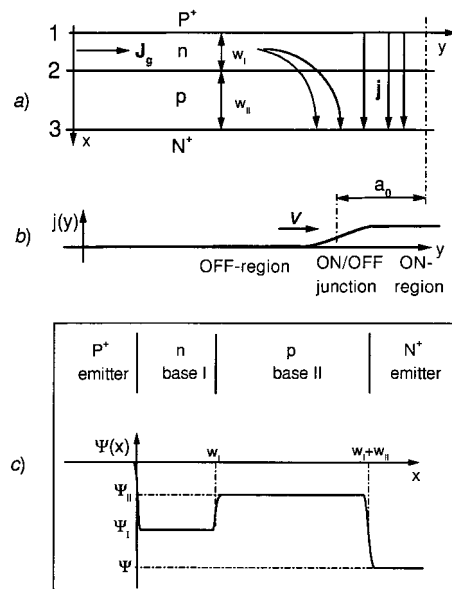 a)
P⁺
1
y
J_g
n
w_I
2
p
w_II
3
x
N⁺
b)
j(y)
a₀
v
y
OFF-region
ON/OFF
junction
ON-
region
c)
P⁺
emitter
n
base I
p
base II
N⁺
emitter
Ψ(x)
w_I
w_I+w_II
x
Ψ_II
Ψ_I
Ψ